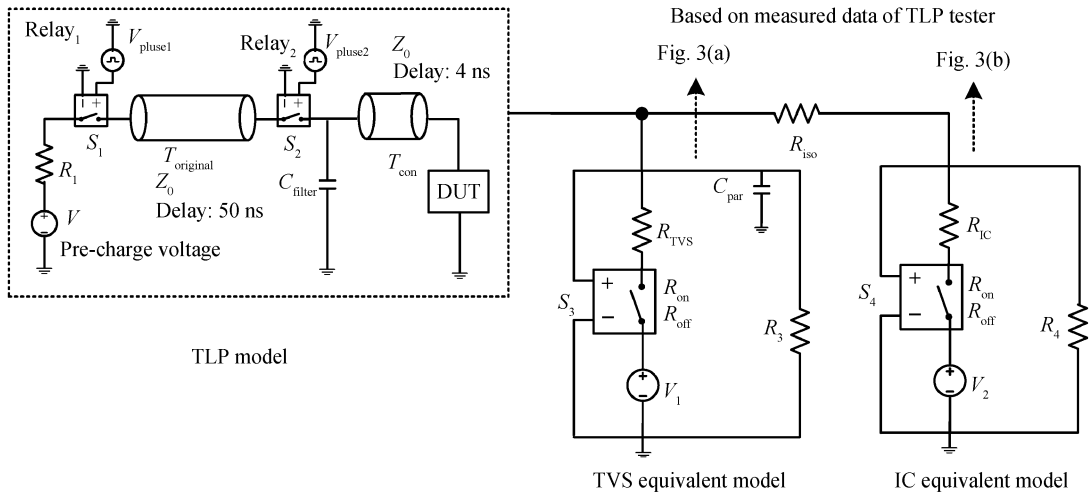 Relay1
Vpluse1
Relay2
Vpluse2
Z0
Delay: 4 ns
S1
Toriginal
Z0
Delay: 50 ns
S2
Cfilter
Tcon
DUT
R1
V
Pre-charge voltage
TLP model
Based on measured data of TLP tester
Fig. 3(a)
Fig. 3(b)
Riso
Cpar
RTVS
S3
Ron
Roff
R3
V1
TVS equivalent model
RIC
S4
Ron
Roff
R4
V2
IC equivalent model